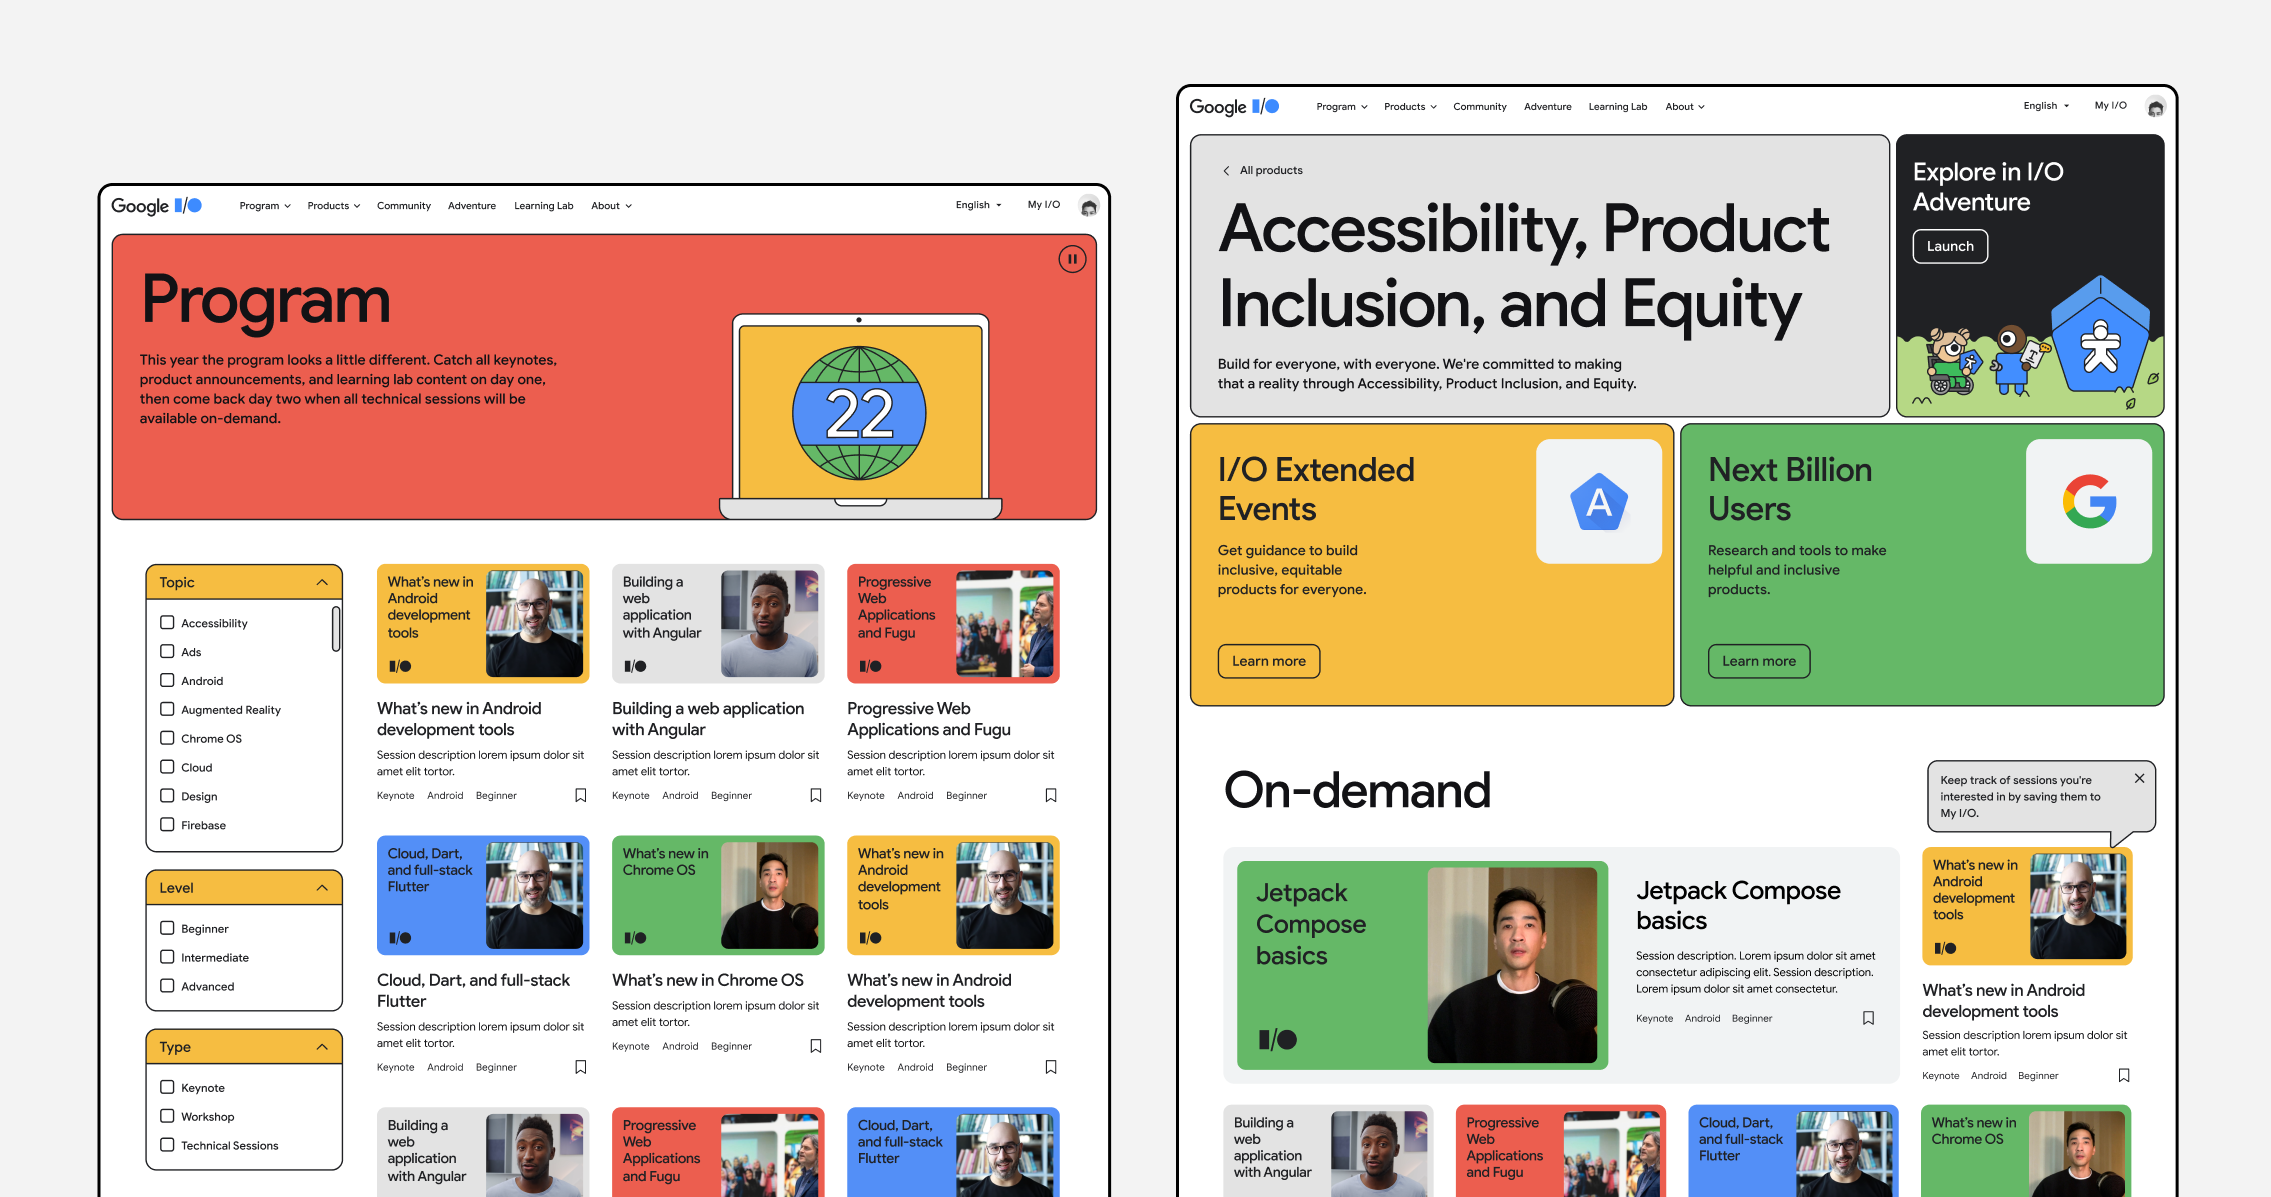 Google I/O
Program
Products
Community
Adventure
Learning Lab
About
English
My I/O
Program
This year the program looks a little different. Catch all keynotes,
product announcements, and learning lab content on day one,
then come back day two when all technical sessions will be
available on-demand.
22
Topic
Accessibility
Ads
Android
Augmented Reality
Chrome OS
Cloud
Design
Firebase
Level
Beginner
Intermediate
Advanced
Type
Keynote
Workshop
Technical Sessions
What's new in
Android
development
tools
I/O
What's new in Android
development tools
Session description lorem ipsum dolor sit
amet elit tortor.
Keynote Android Beginner
Building a
web
application
with Angular
I/O
Building a web application
with Angular
Session description lorem ipsum dolor sit
amet elit tortor.
Keynote Android Beginner
Progressive
Web
Applications
and Fugu
I/O
Progressive Web
Applications and Fugu
Session description lorem ipsum dolor sit
amet elit tortor.
Keynote Android Beginner
Cloud, Dart,
and full-stack
Flutter
I/O
Cloud, Dart, and full-stack
Flutter
Session description lorem ipsum dolor sit
amet elit tortor.
Keynote Android Beginner
What's new in
Chrome OS
I/O
What's new in Chrome OS
Session description lorem ipsum dolor sit
amet elit tortor.
Keynote Android Beginner
What's new in
Android
development
tools
I/O
What's new in Android
development tools
Session description lorem ipsum dolor sit
amet elit tortor.
Keynote Android Beginner
Building a
web
application
with Angular
Progressive
Web
Applications
and Fugu
Cloud, Dart,
and full-stack
Flutter
Google I/O
Program
Products
Community
Adventure
Learning Lab
About
English
My I/O
All products
Accessibility, Product
Inclusion, and Equity
Build for everyone, with everyone. We're committed to making
that a reality through Accessibility, Product Inclusion, and Equity.
Explore in I/O
Adventure
Launch
T
I/O Extended
Events
Get guidance to build
inclusive, equitable
products for everyone.
Learn more
A
Next Billion
Users
Research and tools to make
helpful and inclusive
products.
Learn more
G
On-demand
Keep track of sessions you're
interested in by saving them to
My I/O.
Jetpack
Compose
basics
I/O
Jetpack Compose
basics
Session description. Lorem ipsum dolor sit amet
consectetur adipiscing elit. Session description.
Lorem ipsum dolor sit amet consectetur.
Keynote Android Beginner
What's new in
Android
development
tools
I/O
What's new in Android
development tools
Session description lorem ipsum dolor sit
amet elit tortor.
Keynote Android Beginner
Building a
web
application
with Angular
Progressive
Web
Applications
and Fugu
Cloud, Dart,
and full-stack
Flutter
What's new in
Chrome OS